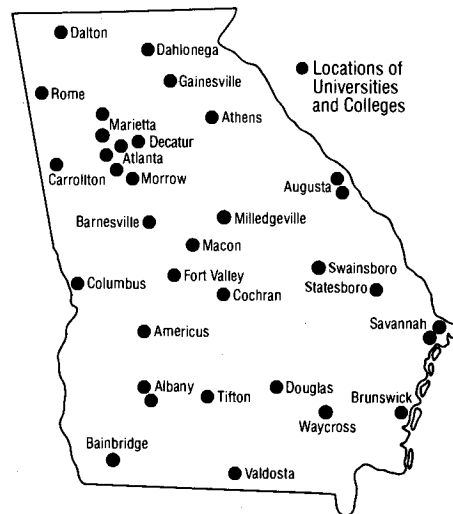 Dalton
Dahlonega
Gainesville
Locations of
Universities
and Colleges
Rome
Athens
Marietta
Decatur
Atlanta
Carrollton
Morrow
Augusta
Barnesville
Milledgeville
Macon
Fort Valley
Swainsboro
Columbus
Cochran
Statesboro
Savannah
Americus
Albany
Tifton
Douglas
Brunswick
Waycross
Bainbridge
Valdosta